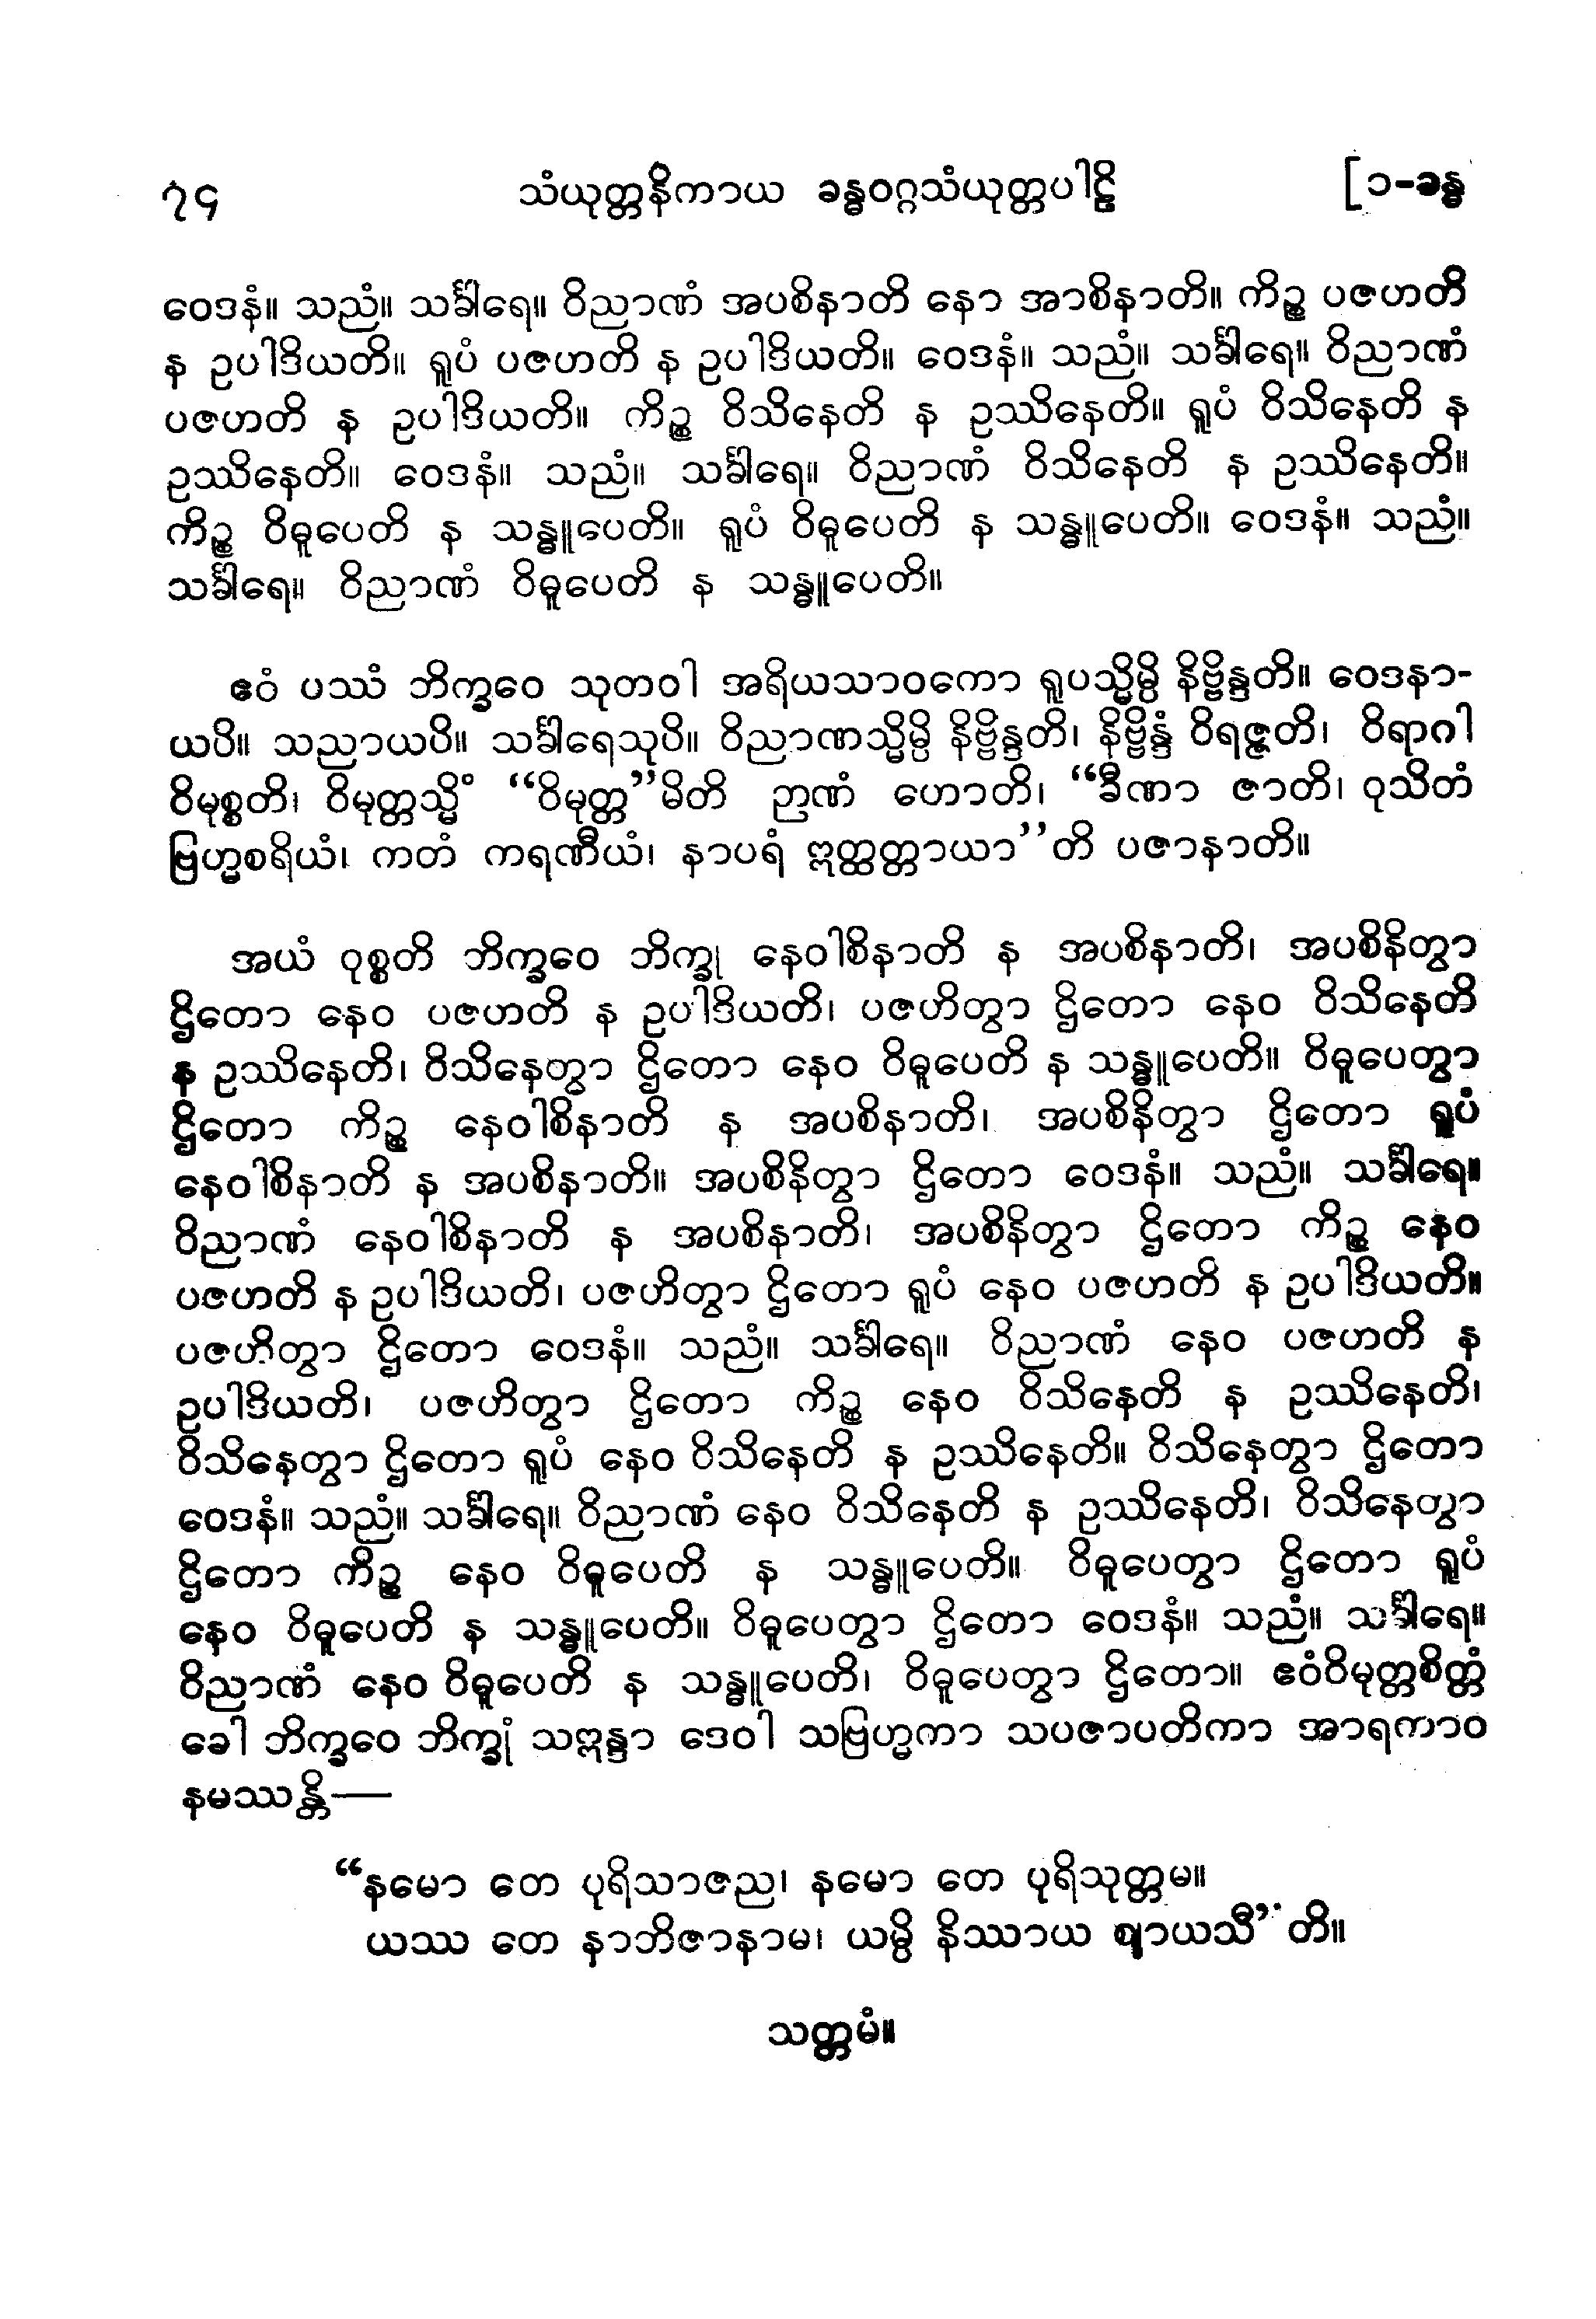 ၇၄ သံယုတ္တနိကာယ ခန္ဓဝဂ္ဂသံယုတ္တပါဠိ [၁-ခန္ဓ
ဝေဒနံ။ သညံ။ သင်္ခါရေ။ ဝိညာဏံ အပစိနာတိ နော အာစိနာတိ။ ကိဉ္စ ပဇဟတိ
န ဥပါဒိယတိ။ ရူပံ ပဇဟတိ န ဥပါဒိယတိ။ ဝေဒနံ။ သညံ။ သင်္ခါရေ။ ဝိညာဏံ
ပဇဟတိ န ဥပါဒိယတိ။ ကိဉ္စ ဝိသိနေတိ န ဥဿိနေတိ။ ရူပံ ဝိသိနေတိ န
ဥဿိနေတိ။ ဝေဒနံ။ သညံ။ သင်္ခါရေ။ ဝိညာဏံ ဝိသိနေတိ န ဥဿိနေတိ။
ကိဉ္စ ဝိဓူပေတိ န သန္ဓူပေတိ။ ရူပံ ဝိဓူပေတိ န သန္ဓူပေတိ။ ဝေဒနံ။ သညံ။
သင်္ခါရေ။ ဝိညာဏံ ဝိဓူပေတိ န သန္ဓူပေတိ။
ဧဝံ ပဿံ ဘိက္ခဝေ သုတဝါ အရိယသာဝကော ရူပသ္မိမ္ပိ နိဗ္ဗိန္ဒတိ။ ဝေဒနာ-
ယပိ။ သညာယပိ။ သင်္ခါရေသုပိ။ ဝိညာဏသ္မိမ္ပိ နိဗ္ဗိန္ဒတိ၊ နိဗ္ဗိန္ဒံ ဝိရဇ္ဇတိ၊ ဝိရာဂါ
ဝိမုစ္စတိ၊ ဝိမုတ္တသ္မိံ “ဝိမုတ္တ”မိတိ ဉာဏံ ဟောတိ၊ “ခီဏာ ဇာတိ၊ ဝုသိတံ
ဗြဟ္မစရိယံ၊ ကတံ ကရဏီယံ၊ နာပရံ ဣတ္ထတ္တာယာ”တိ ပဇာနာတိ။
အယံ ဝုစ္စတိ ဘိက္ခဝေ ဘိက္ခု နေဝါစိနာတိ န အပစိနာတိ၊ အပစိနိတွာ
ဌိတော နေဝ ပဇဟတိ န ဥပါဒိယတိ၊ ပဇဟိတွာ ဌိတော နေဝ ဝိသိနေတိ
န ဥဿိနေတိ၊ ဝိသိနေတွာ ဌိတော နေဝ ဝိဓူပေတိ န သန္ဓူပေတိ။ ဝိဓူပေတွာ
ဌိတော ကိဉ္စ နေဝါစိနာတိ န အပစိနာတိ၊ အပစိနိတွာ ဌိတော ရူပံ
နေဝါစိနာတိ န အပစိနာတိ။ အပစိနိတွာ ဌိတော ဝေဒနံ။ သညံ။ သင်္ခါရေ။
ဝိညာဏံ နေဝါစိနာတိ န အပစိနာတိ၊ အပစိနိတွာ ဌိတော ကိဉ္စ နေဝ
ပဇဟတိ န ဥပါဒိယတိ၊ ပဇဟိတွာ ဌိတော ရူပံ နေဝ ပဇဟတိ န ဥပါဒိယတိ။
ပဇဟိတွာ ဌိတော ဝေဒနံ။ သညံ။ သင်္ခါရေ။ ဝိညာဏံ နေဝ ပဇဟတိ န
ဥပါဒိယတိ၊ ပဇဟိတွာ ဌိတော ကိဉ္စ နေဝ ဝိသိနေတိ န ဥဿိနေတိ၊
ဝိသိနေတွာ ဌိတော ရူပံ နေဝ ဝိသိနေတိ န ဥဿိနေတိ။ ဝိသိနေတွာ ဌိတော
ဝေဒနံ။ သညံ။ သင်္ခါရေ။ ဝိညာဏံ နေဝ ဝိသိနေတိ န ဥဿိနေတိ၊ ဝိသိနေတွာ
ဌိတော ကိဉ္စ နေဝ ဝိဓူပေတိ န သန္ဓူပေတိ။ ဝိဓူပေတွာ ဌိတော ရူပံ
နေဝ ဝိဓူပေတိ န သန္ဓူပေတိ။ ဝိဓူပေတွာ ဌိတော ဝေဒနံ။ သညံ။ သင်္ခါရေ။
ဝိညာဏံ နေဝ ဝိဓူပေတိ န သန္ဓူပေတိ၊ ဝိဓူပေတွာ ဌိတော။ ဧဝံဝိမုတ္တစိတ္တံ
ခေါ ဘိက္ခဝေ ဘိက္ခုံ သဣန္ဒာ ဒေဝါ သဗြဟ္မကာ သပဇာပတိကာ အာရကာဝ
နမဿန္တိ—
“နမော တေ ပုရိသာဇည၊ နမော တေ ပုရိသုတ္တမ။
ယဿ တေ နာဘိဇာနာမ၊ ယမ္ပိ နိဿာယ ဈာယသီ”တိ။
သတ္တမံ။